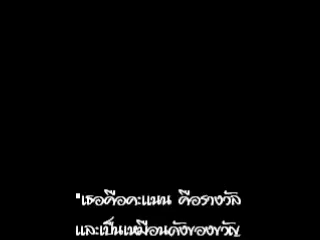 "เธอคือคะแนน คือรางวัล
และเป็นเหมือนดังของขวัญ